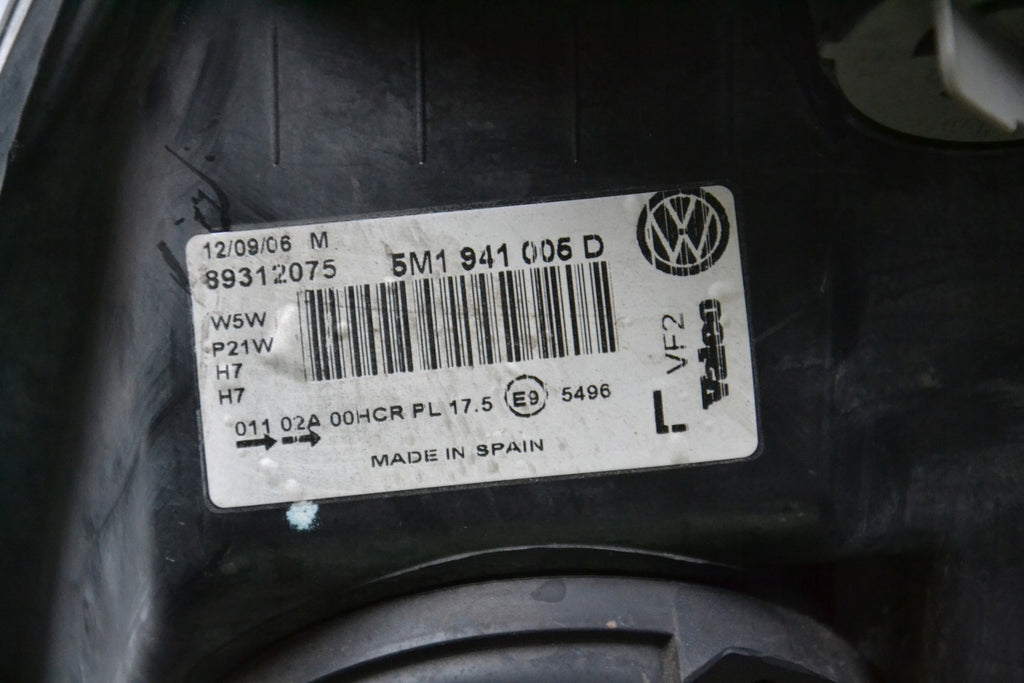 12/09/06 M
89312075
5M1 941 005 D
W5W
P21W
H7
H7
011 02A 00HCR PL 17.5 E9 5496
MADE IN SPAIN
VF2
Valeo
L